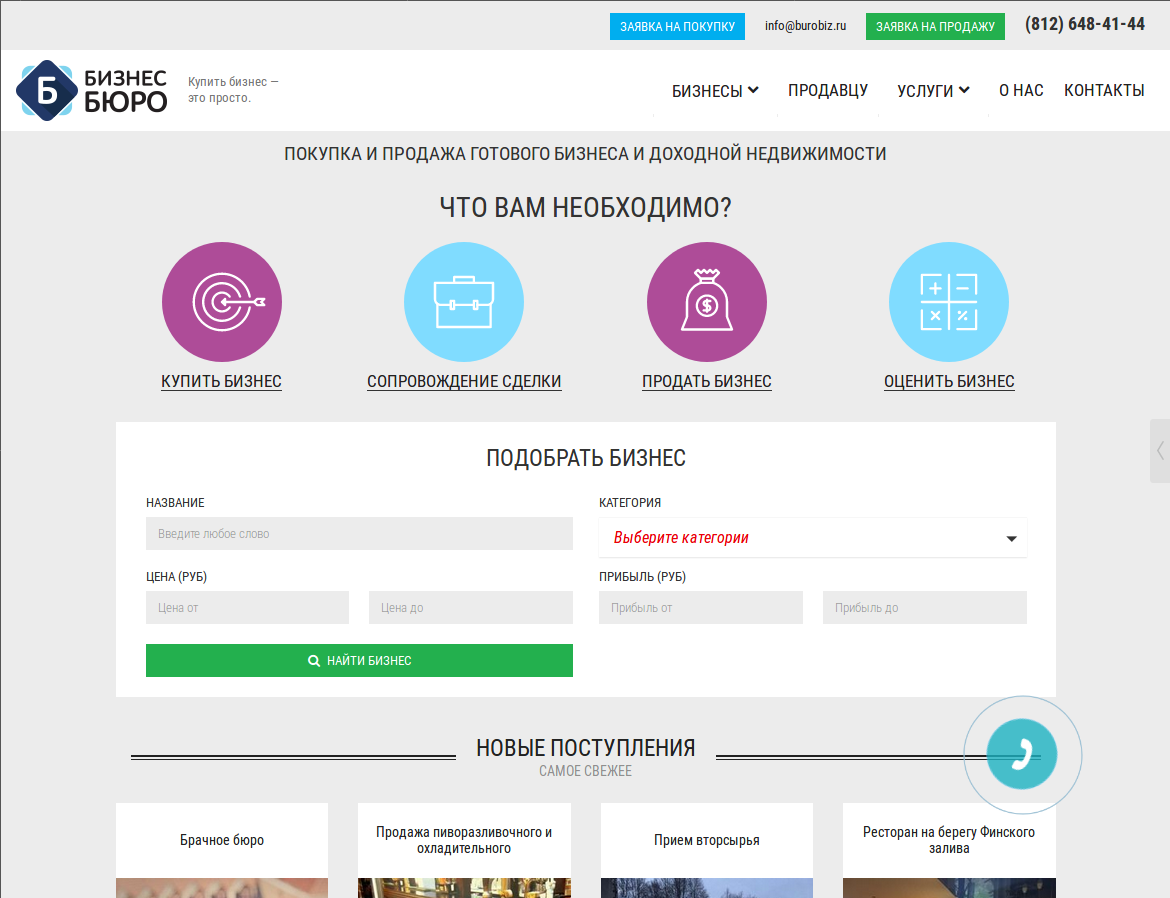 ЗАЯВКА НА ПОКУПКУ info@burobiz.ru ЗАЯВКА НА ПРОДАЖУ (812) 648-41-44
Б БИЗНЕС БЮРО
Купить бизнес —
это просто.
БИЗНЕСЫ ПРОДАВЦУ УСЛУГИ О НАС КОНТАКТЫ
ПОКУПКА И ПРОДАЖА ГОТОВОГО БИЗНЕСА И ДОХОДНОЙ НЕДВИЖИМОСТИ
ЧТО ВАМ НЕОБХОДИМО?
КУПИТЬ БИЗНЕС СОПРОВОЖДЕНИЕ СДЕЛКИ ПРОДАТЬ БИЗНЕС ОЦЕНИТЬ БИЗНЕС
ПОДОБРАТЬ БИЗНЕС
НАЗВАНИЕ КАТЕГОРИЯ
Введите любое слово Выберите категории
ЦЕНА (РУБ) ПРИБЫЛЬ (РУБ)
Цена от Цена до Прибыль от Прибыль до
НАЙТИ БИЗНЕС
НОВЫЕ ПОСТУПЛЕНИЯ
САМОЕ СВЕЖЕЕ
Брачное бюро
Продажа пиворазливочного и
охладительного
Прием вторсырья
Ресторан на берегу Финского
залива